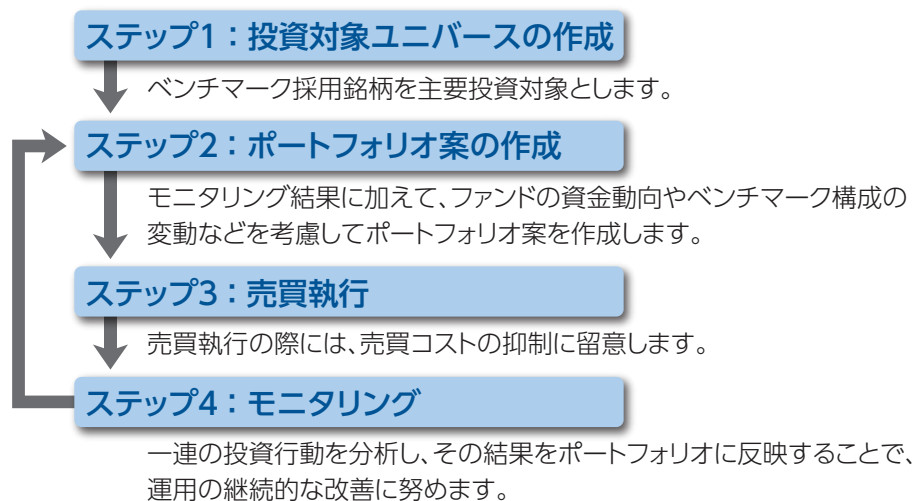 ステップ1：投資対象ユニバースの作成
ベンチマーク採用銘柄を主要投資対象とします。
ステップ2：ポートフォリオ案の作成
モニタリング結果に加えて、ファンドの資金動向やベンチマーク構成の
変動などを考慮してポートフォリオ案を作成します。
ステップ3：売買執行
売買執行の際には、売買コストの抑制に留意します。
ステップ4：モニタリング
一連の投資行動を分析し、その結果をポートフォリオに反映することで、
運用の継続的な改善に努めます。